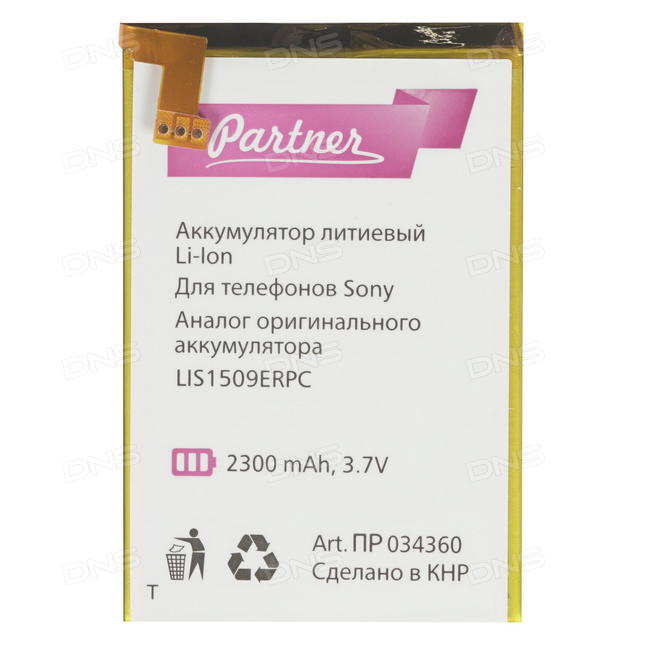 Partner
Аккумулятор литиевый
Li-Ion
Для телефонов Sony
Аналог оригинального
аккумулятора
LIS1509ERPC
2300 mAh, 3.7V
Art. ПР 034360
Сделано в КНР
T
DNS